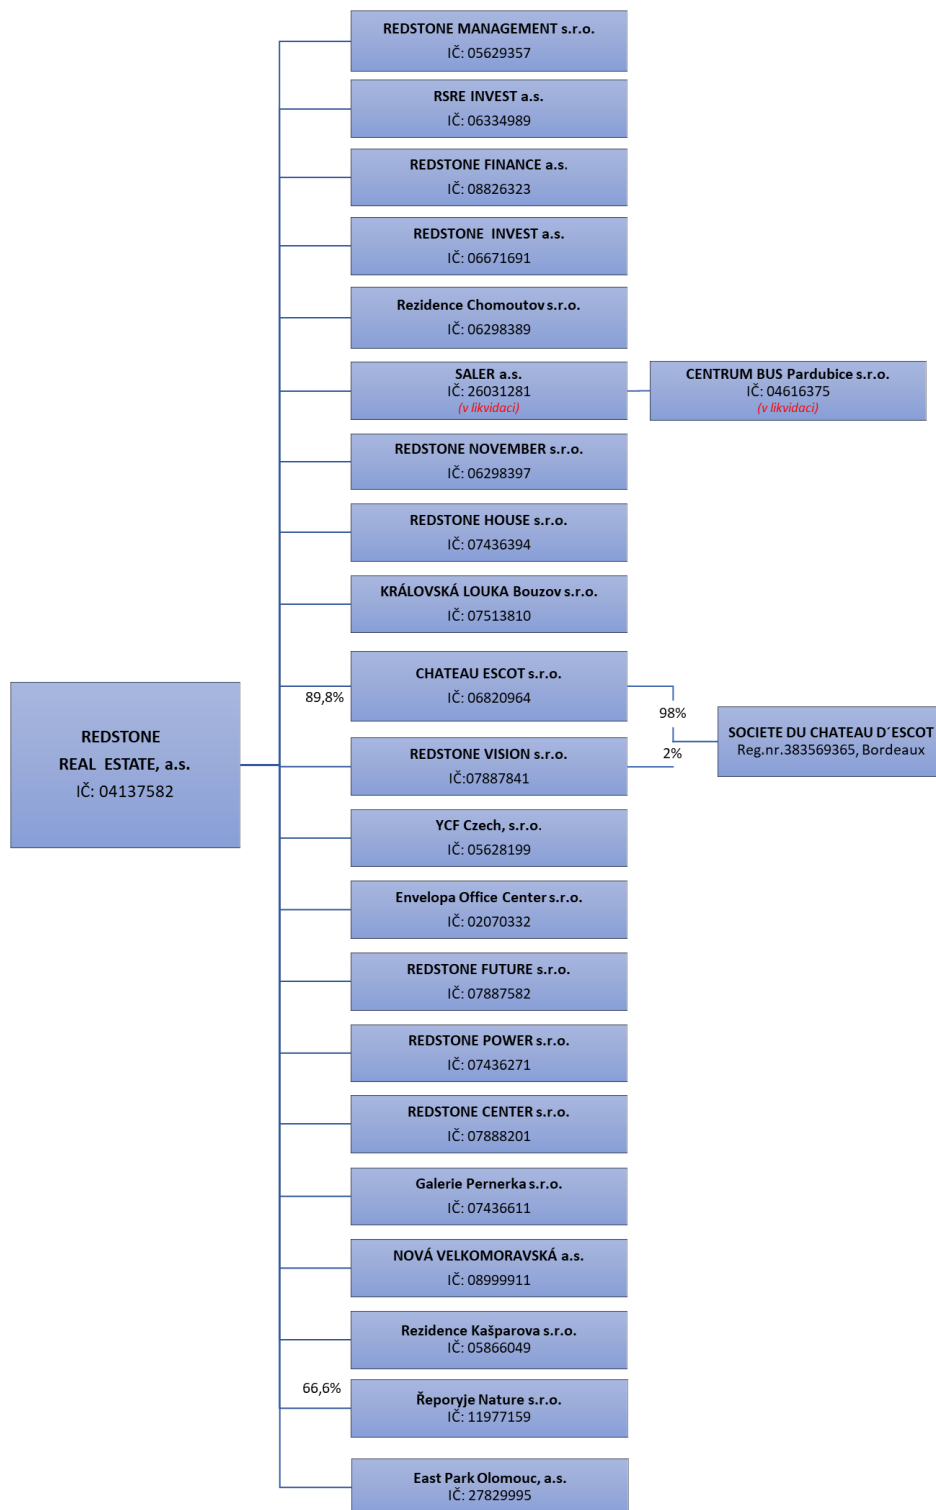 REDSTONE MANAGEMENT s.r.o.
IČ: 05629357
RSRE INVEST a.s.
IČ: 06334989
REDSTONE FINANCE a.s.
IČ: 08826323
REDSTONE INVEST a.s.
IČ: 06671691
Rezidence Chomoutov s.r.o.
IČ: 06298389
SALER a.s.
IČ: 26031281
(v likvidaci)
CENTRUM BUS Pardubice s.r.o.
IČ: 04616375
(v likvidaci)
REDSTONE NOVEMBER s.r.o.
IČ: 06298397
REDSTONE HOUSE s.r.o.
IČ: 07436394
KRÁLOVSKÁ LOUKA Bouzov s.r.o.
IČ: 07513810
89,8%
CHATEAU ESCOT s.r.o.
IČ: 06820964
98%
SOCIETE DU CHATEAU D´ESCOT
Reg.nr.383569365, Bordeaux
2%
REDSTONE
REAL ESTATE, a.s.
IČ: 04137582
REDSTONE VISION s.r.o.
IČ:07887841
YCF Czech, s.r.o.
IČ: 05628199
Envelopa Office Center s.r.o.
IČ: 02070332
REDSTONE FUTURE s.r.o.
IČ: 07887582
REDSTONE POWER s.r.o.
IČ: 07436271
REDSTONE CENTER s.r.o.
IČ: 07888201
Galerie Pernerka s.r.o.
IČ: 07436611
NOVÁ VELKOMORAVSKÁ a.s.
IČ: 08999911
Rezidence Kašparova s.r.o.
IČ: 05866049
66,6%
Řeporyje Nature s.r.o.
IČ: 11977159
East Park Olomouc, a.s.
IČ: 27829995